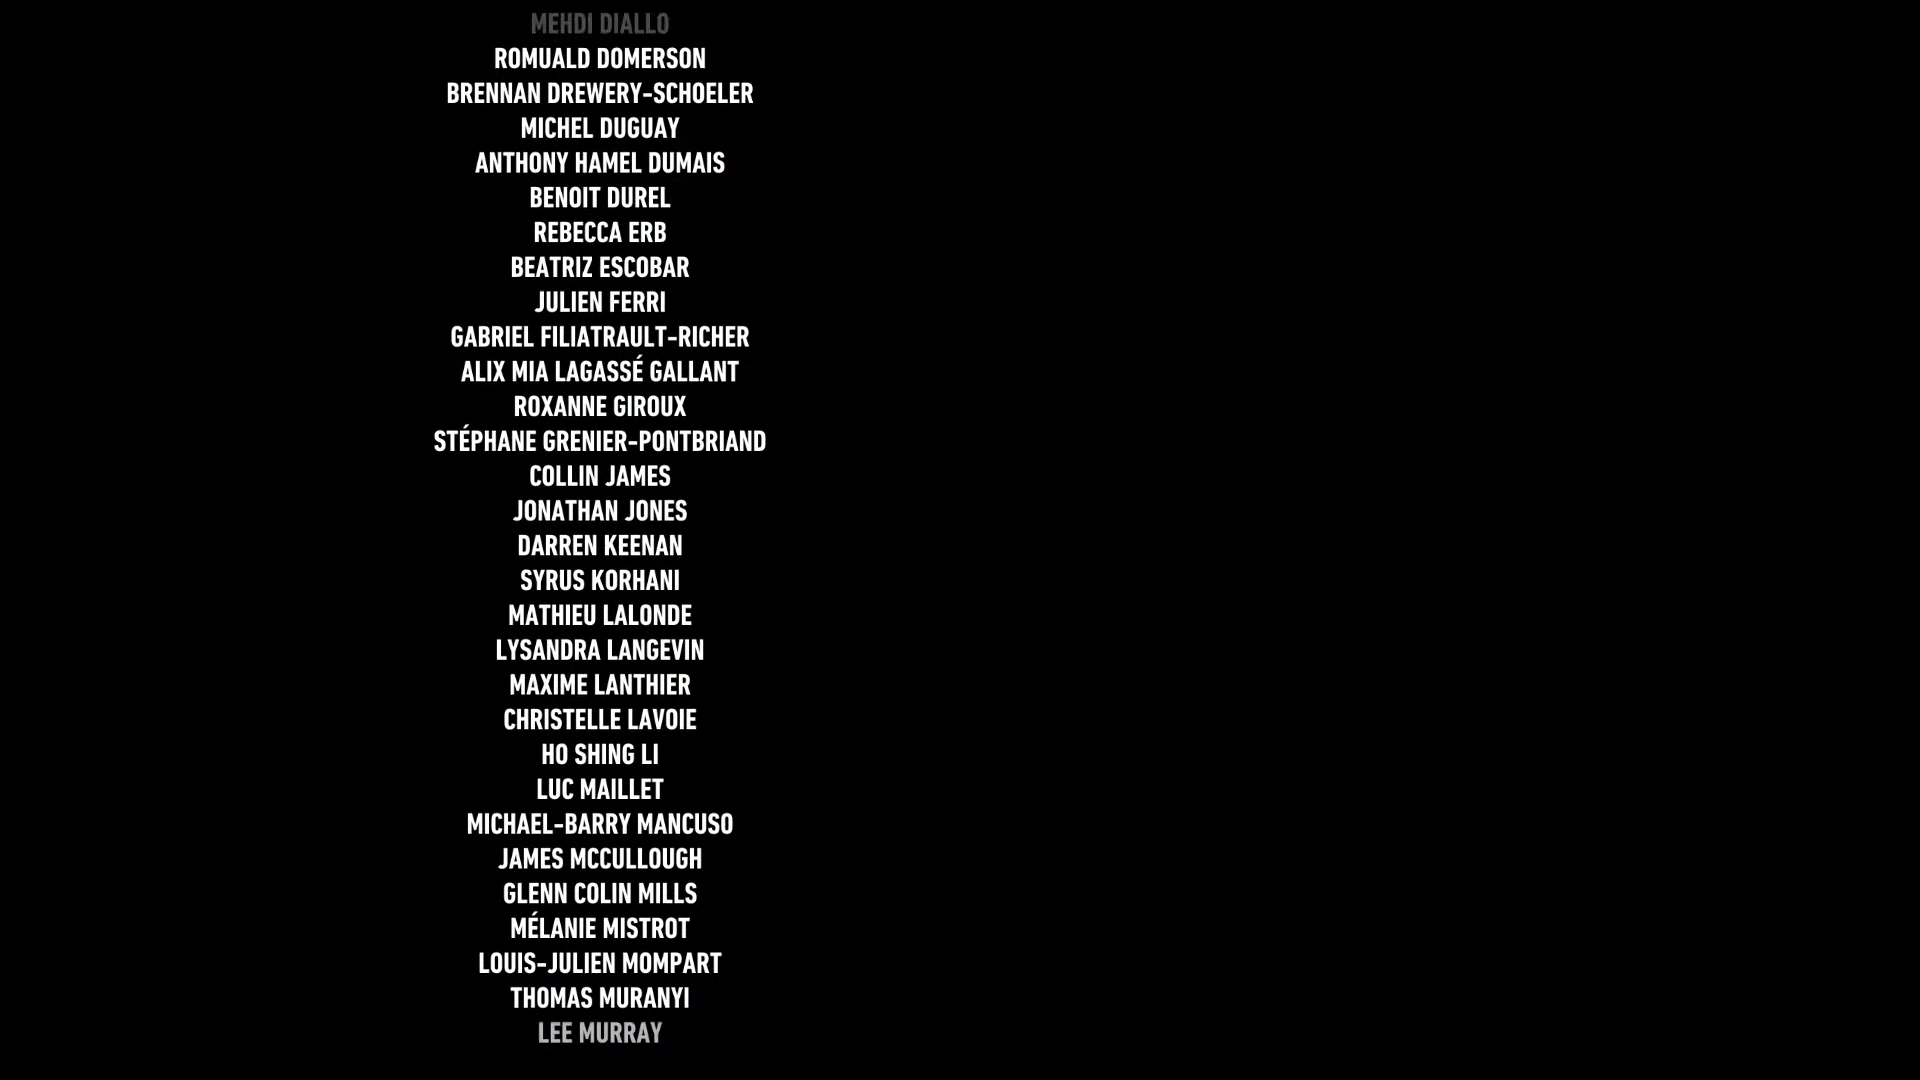 MEHDI DIALLO
ROMUALD DOMERSON
BRENNAN DREWERY-SCHOELER
MICHEL DUGUAY
ANTHONY HAMEL DUMAIS
BENOIT DUREL
REBECCA ERB
BEATRIZ ESCOBAR
JULIEN FERRI
GABRIEL FILIATRAULT-RICHER
ALIX MIA LAGASSÉ GALLANT
ROXANNE GIROUX
STÉPHANE GRENIER-PONTBRIAND
COLLIN JAMES
JONATHAN JONES
DARREN KEENAN
SYRUS KORHANI
MATHIEU LALONDE
LYSANDRA LANGEVIN
MAXIME LANTHIER
CHRISTELLE LAVOIE
HO SHING LI
LUC MAILLET
MICHAEL-BARRY MANCUSO
JAMES MCCULLOUGH
GLENN COLIN MILLS
MÉLANIE MISTROT
LOUIS-JULIEN MOMPART
THOMAS MURANYI
LEE MURRAY